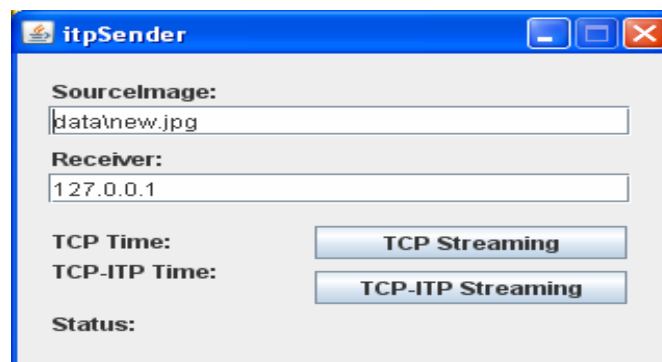 itpSender
SourceImage:
data\new.jpg
Receiver:
127.0.0.1
TCP Time:
TCP Streaming
TCP-ITP Time:
TCP-ITP Streaming
Status: